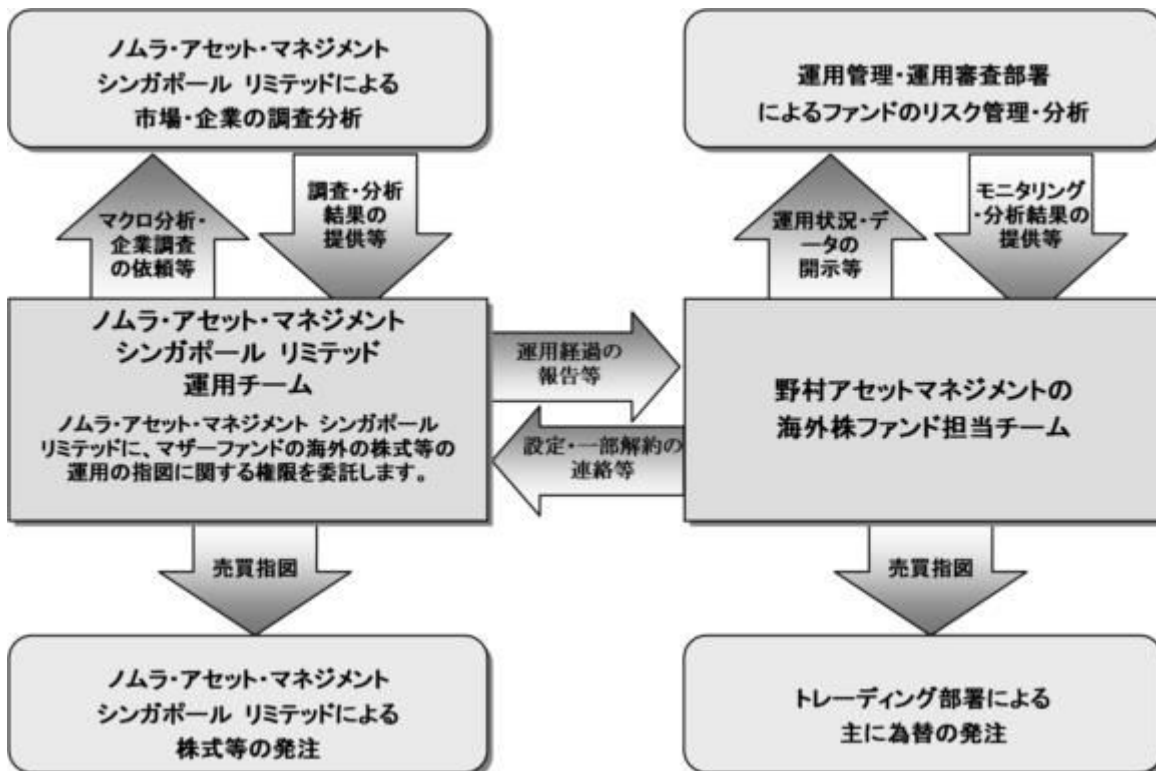 ノムラ・アセット・マネジメント
シンガポール リミテッドによる
市場・企業の調査分析
運用管理・運用審査部署
によるファンドのリスク管理・分析
マクロ分析・
企業調査
の依頼等
調査・分析
結果の
提供等
運用状況・デ
ータの
開示等
モニタリング
・分析結果の
提供等
ノムラ・アセット・マネジメント
シンガポール リミテッド
運用チーム
ノムラ・アセット・マネジメント シンガポール
リミテッドに、マザーファンドの海外の株式等の
運用の指図に関する権限を委託します。
運用経過の
報告等
設定・一部解約の
連絡等
野村アセットマネジメントの
海外株ファンド担当チーム
売買指図
売買指図
ノムラ・アセット・マネジメント
シンガポール リミテッドによる
株式等の発注
トレーディング部署による
主に為替の発注